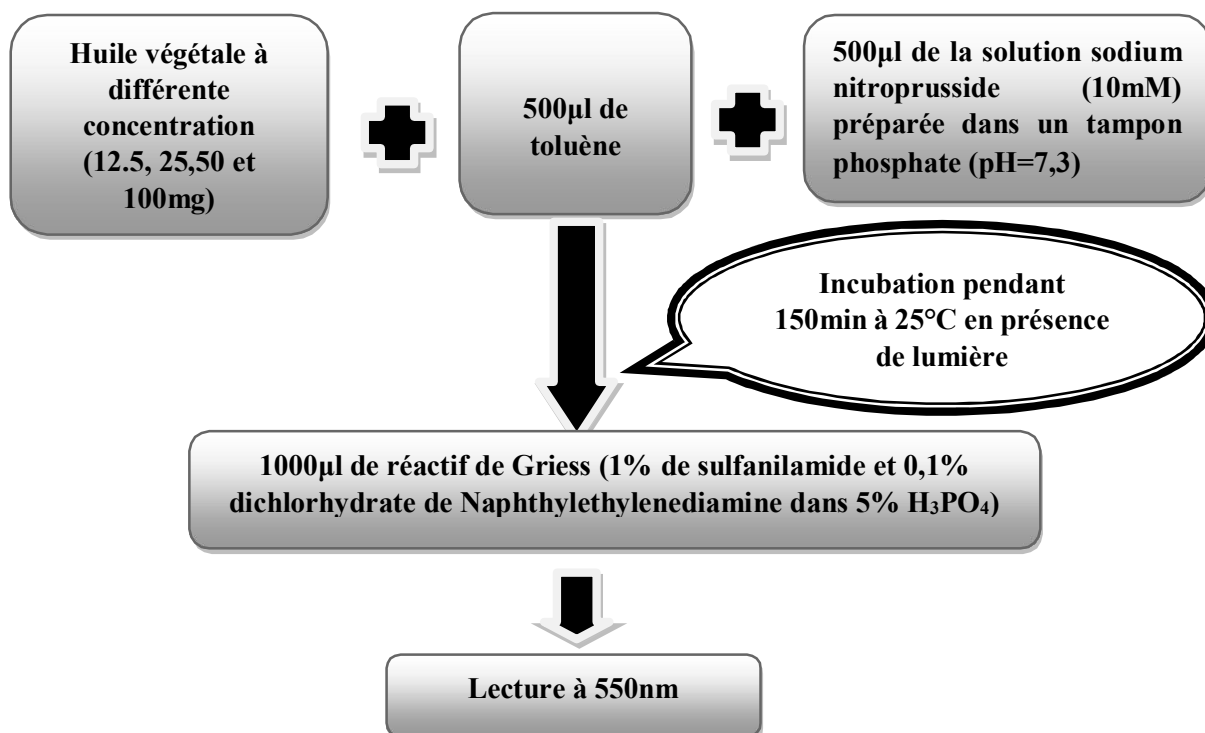 Huile végétale à
différente
concentration
(12.5, 25,50 et
100mg)
500µl de
toluène
500µl de la solution sodium
nitroprusside (10mM)
préparée dans un tampon
phosphate (pH=7,3)
Incubation pendant
150min à 25°C en présence
de lumière
1000µl de réactif de Griess (1% de sulfanilamide et 0,1%
dichlorhydrate de Naphthylethylenediamine dans 5% H₃PO₄)
Lecture à 550nm